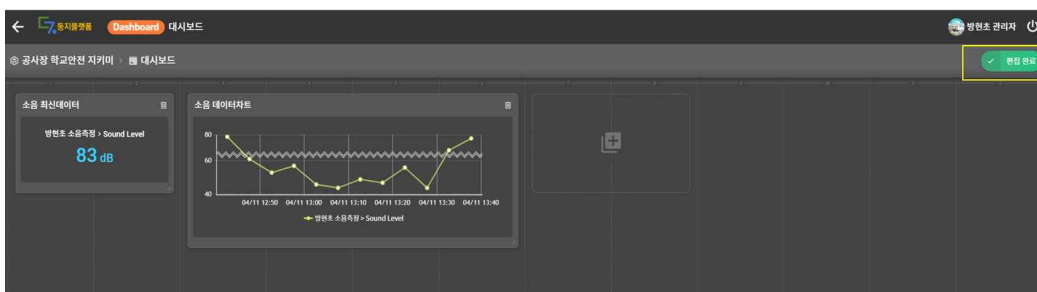 둥지플랫폼 Dashboard 대시보드 방현초 관리자
공사장 학교안전 지키미 > 대시보드 편집 완료
소음 최신데이터
방현초 소음측정 > Sound Level
83 dB
소음 데이터차트
80
60
40
04/11 12:50 04/11 13:00 04/11 13:10 04/11 13:20 04/11 13:30 04/11 13:40
방현초 소음측정 > Sound Level